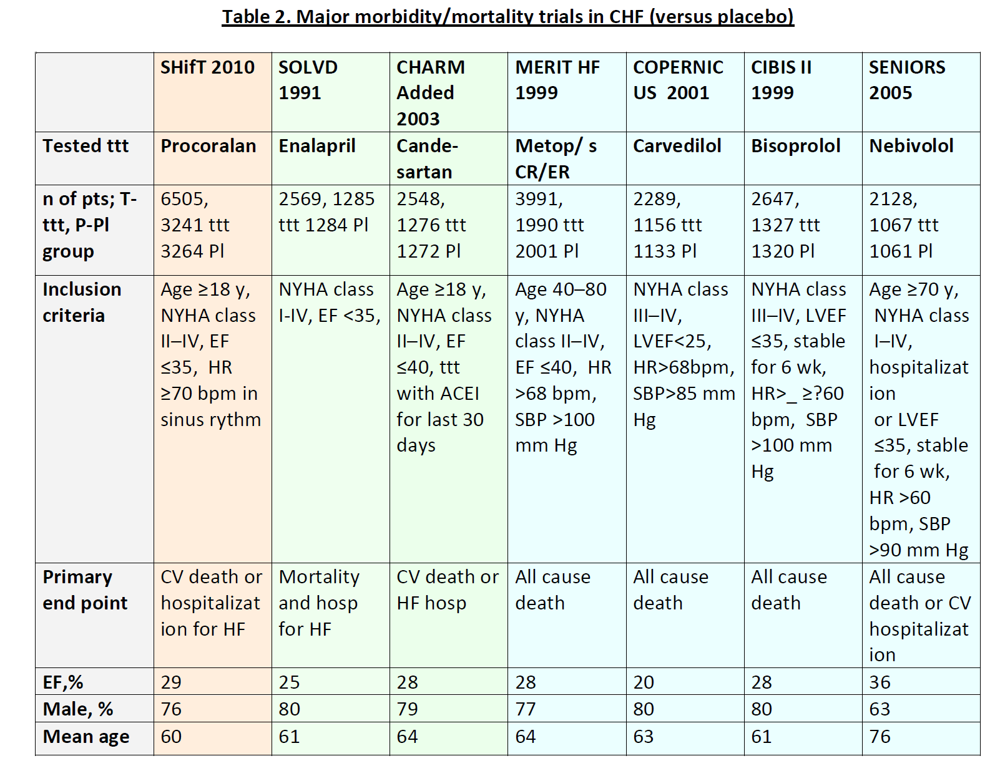 Table 2. Major morbidity/mortality trials in CHF (versus placebo)
SHifT 2010
SOLVD
1991
CHARM
Added
2003
MERIT HF
1999
COPERNIC
US  2001
CIBIS II
1999
SENIORS
2005
Tested ttt
Procoralan
Enalapril
Cande-
sartan
Metop/ s
CR/ER
Carvedilol
Bisoprolol
Nebivolol
n of pts; T-
ttt, P-Pl
group
6505,
3241 ttt
3264 Pl
2569, 1285
ttt 1284 Pl
2548,
1276 ttt
1272 Pl
3991,
1990 ttt
2001 Pl
2289,
1156 ttt
1133 Pl
2647,
1327 ttt
1320 Pl
2128,
1067 ttt
1061 Pl
Inclusion
criteria
Age ≥18 y,
NYHA class
II–IV, EF
≤35,  HR
≥70 bpm in
sinus rythm
NYHA class
I-IV, EF <35,
Age ≥18 y,
NYHA class
II–IV, EF
≤40, ttt
with ACEI
for last 30
days
Age 40–80
y, NYHA
class II–IV,
EF ≤40,  HR
>68 bpm,
SBP >100
mm Hg
NYHA class
III–IV,
LVEF<25,
HR>68bpm,
SBP>85 mm
Hg
NYHA class
III–IV, LVEF
≤35, stable
for 6 wk,
HR>_ ≥?60
bpm,  SBP
>100 mm
Hg
Age ≥70 y,
NYHA class
I–IV,
hospitalizat
ion
or LVEF
≤35, stable
for 6 wk,
HR >60
bpm, SBP
>90 mm Hg
Primary
end point
CV death or
hospitalizat
ion for HF
Mortality
and hosp
for HF
CV death or
HF hosp
All cause
death
All cause
death
All cause
death
All cause
death or CV
hospitalizat
ion
EF,%
29
25
28
28
20
28
36
Male, %
76
80
79
77
80
80
63
Mean age
60
61
64
64
63
61
76